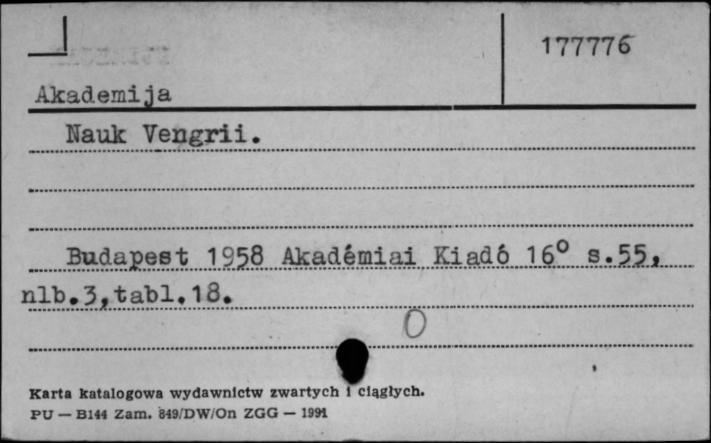 177776
Akademija
Nauk Vengrii.
Budapest 1958 Akadémiai Kiadó 16° s.55,
nlb.3,tabl.18.
O
Karta katalogowa wydawnictw zwartych i ciągłych.
PU — B144 Zam. 849/DW/On ZGG — 1991